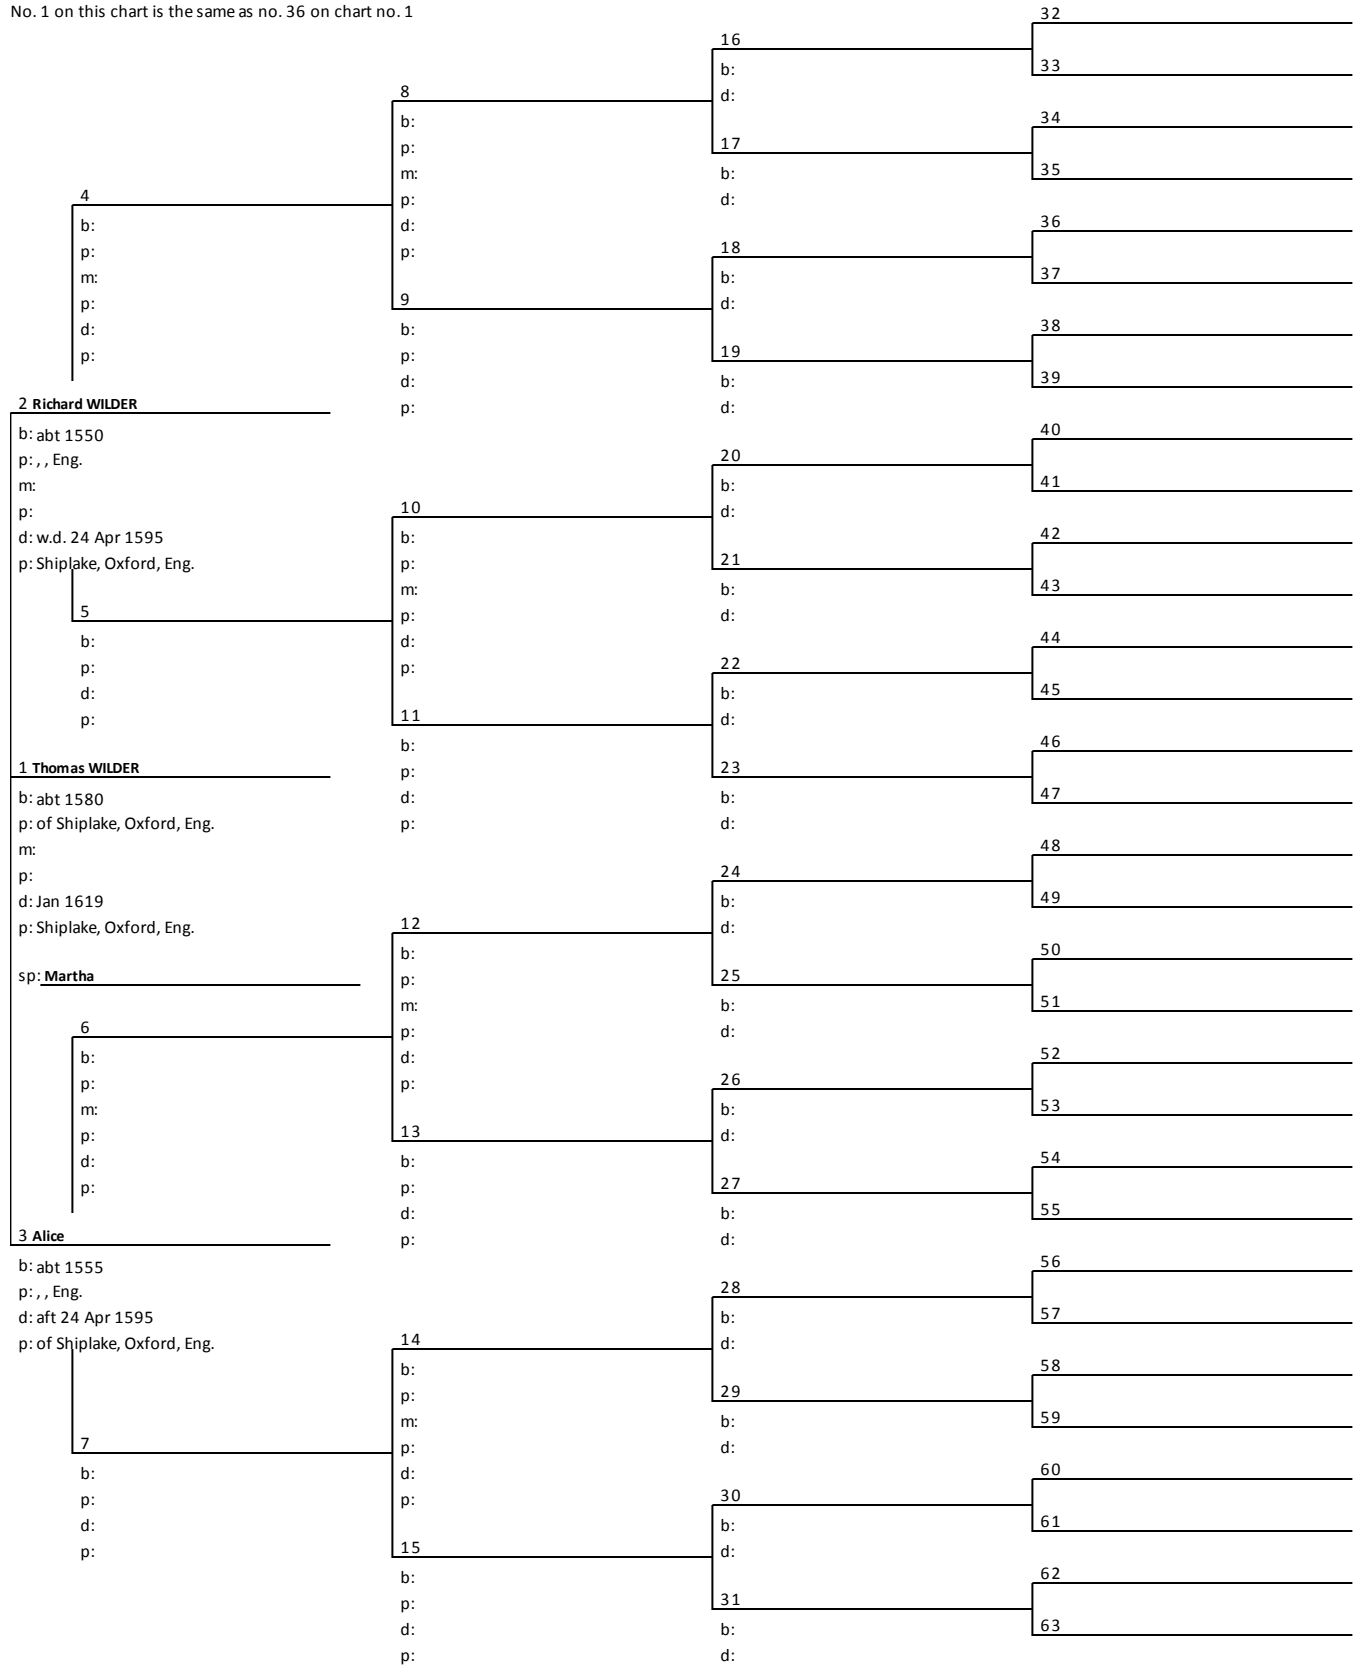 No. 1 on this chart is the same as no. 36 on chart no. 1
4
b:
p:
m:
p:
d:
p:
2 Richard WILDER
b: abt 1550
p: , , Eng.
m:
p:
d: w.d. 24 Apr 1595
p: Shiplake, Oxford, Eng.
5
b:
p:
d:
p:
1 Thomas WILDER
b: abt 1580
p: of Shiplake, Oxford, Eng.
m:
p:
d: Jan 1619
p: Shiplake, Oxford, Eng.
sp: Martha
6
b:
p:
m:
p:
d:
p:
3 Alice
b: abt 1555
p: , , Eng.
d: aft 24 Apr 1595
p: of Shiplake, Oxford, Eng.
7
b:
p:
d:
p:
8
b:
p:
m:
p:
d:
p:
9
b:
p:
d:
p:
10
b:
p:
m:
p:
d:
p:
11
b:
p:
d:
p:
12
b:
p:
m:
p:
d:
p:
13
b:
p:
d:
p:
14
b:
p:
m:
p:
d:
p:
15
b:
p:
d:
p:
16
b:
d:
17
b:
d:
18
b:
d:
19
b:
d:
20
b:
d:
21
b:
d:
22
b:
d:
23
b:
d:
24
b:
d:
25
b:
d:
26
b:
d:
27
b:
d:
28
b:
d:
29
b:
d:
30
b:
d:
31
b:
d:
32
33
34
35
36
37
38
39
40
41
42
43
44
45
46
47
48
49
50
51
52
53
54
55
56
57
58
59
60
61
62
63